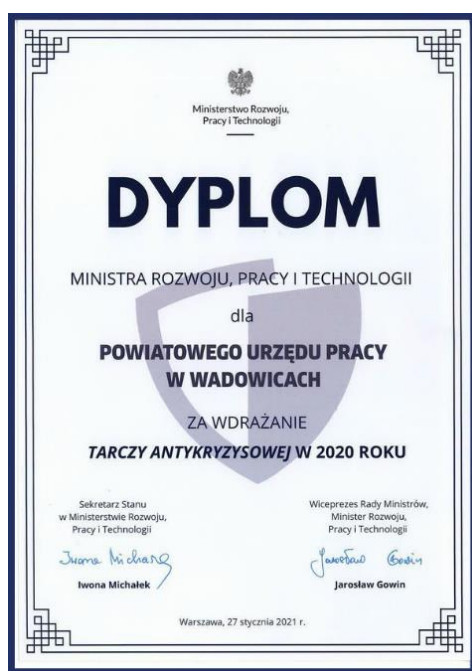 Ministerstwo Rozwoju,
Pracy i Technologii
DYPLOM
MINISTRA ROZWOJU, PRACY I TECHNOLOGII
dla
POWIATOWEGO URZĘDU PRACY
W WADOWICACH
ZA WDRAŻANIE
TARCZY ANTYKRYZYSOWEJ W 2020 ROKU
Sekretarz Stanu
w Ministerstwie Rozwoju,
Pracy i Technologii
Iwona Michałek
Iwona Michałek
Wiceprezes Rady Ministrów,
Minister Rozwoju,
Pracy i Technologii
Jarosław Gowin
Jarosław Gowin
Warszawa, 27 stycznia 2021 r.